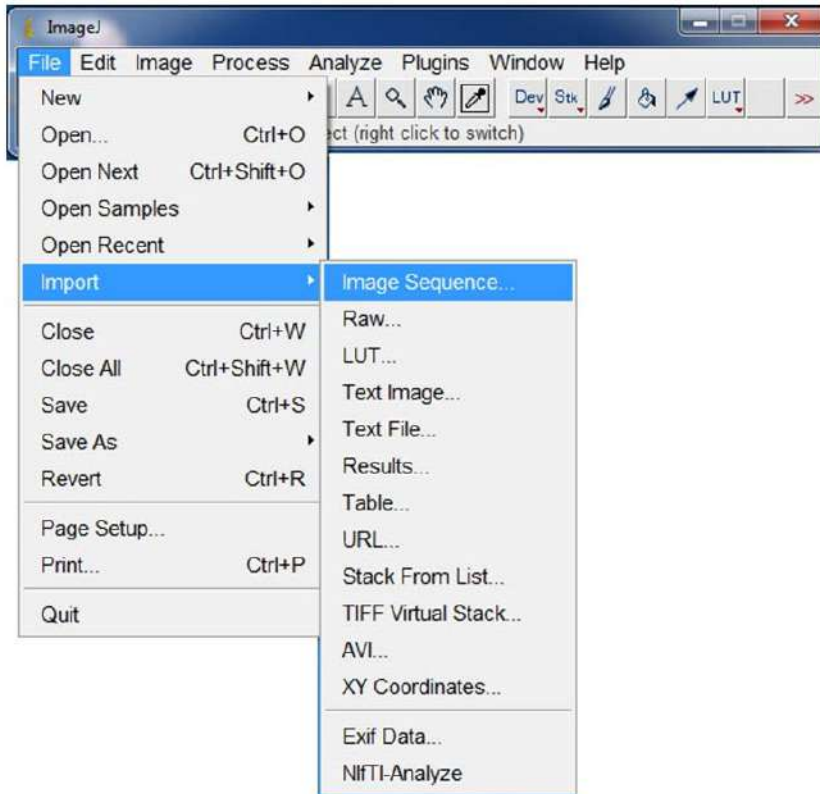 ImageJ
File Edit Image Process Analyze Plugins Window Help
A Dev Stk LUT >>
ect (right click to switch)
New
Open... Ctrl+O
Open Next Ctrl+Shift+O
Open Samples
Open Recent
Import
Close Ctrl+W
Close All Ctrl+Shift+W
Save Ctrl+S
Save As
Revert Ctrl+R
Page Setup...
Print... Ctrl+P
Quit
Image Sequence...
Raw...
LUT...
Text Image...
Text File...
Results...
Table...
URL...
Stack From List...
TIFF Virtual Stack...
AVI...
XY Coordinates...
Exif Data...
NIfTI-Analyze